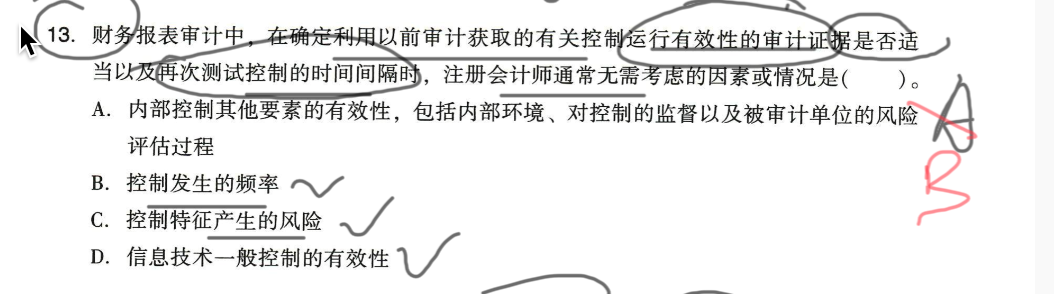 13. 财务报表审计中，在确定利用以前审计获取的有关控制运行有效性的审计证据是否适
当以及再次测试控制的时间间隔时，注册会计师通常无需考虑的因素或情况是(　　)。
A. 内部控制其他要素的有效性，包括内部环境、对控制的监督以及被审计单位的风险
评估过程
A
B
B. 控制发生的频率
C. 控制特征产生的风险
D. 信息技术一般控制的有效性